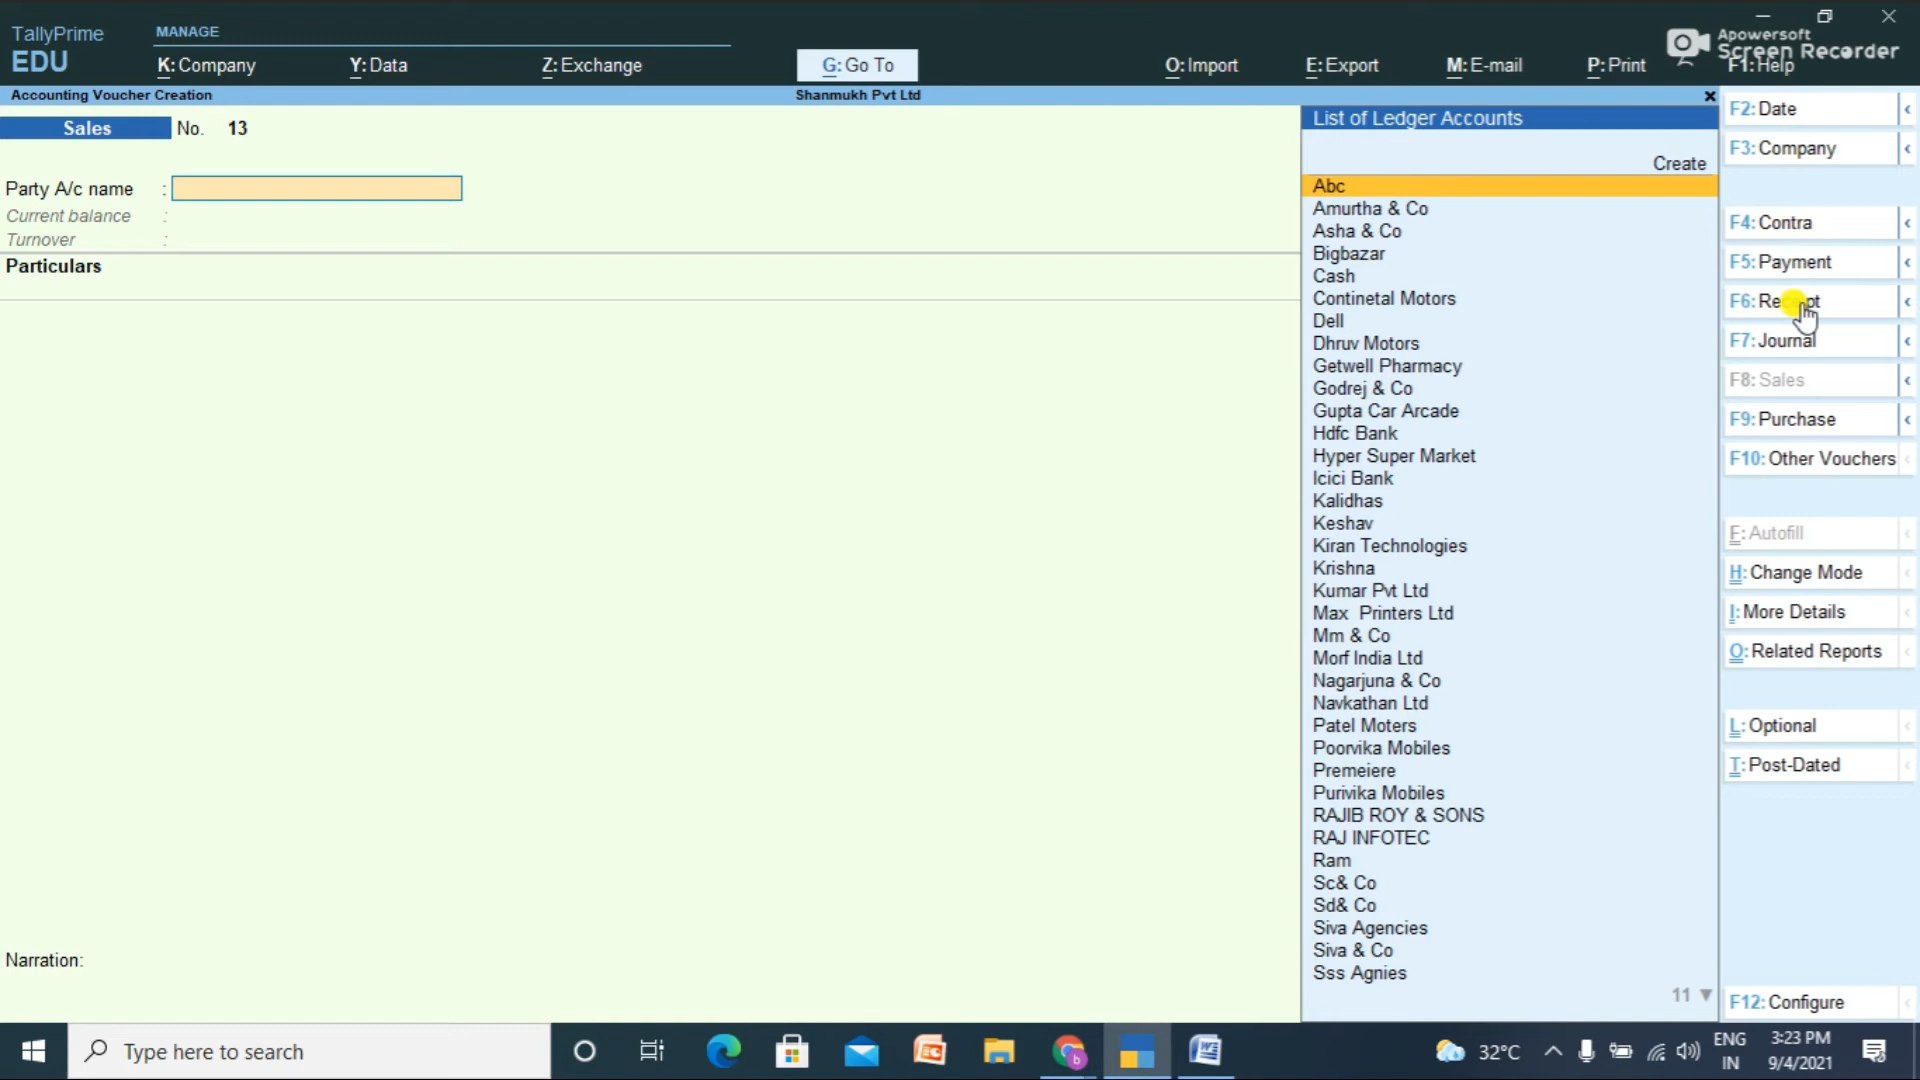 TallyPrime
EDU
MANAGE
K: Company
Y: Data
Z: Exchange
G: Go To
O: Import
E: Export
M: E-mail
P: Print
F1: Help
Apowersoft
Screen Recorder
Accounting Voucher Creation
Shanmukh Pvt Ltd
Sales No. 13
Party A/c name :
Current balance :
Turnover :
Particulars
Narration:
List of Ledger Accounts
Create
Abc
Amurtha & Co
Asha & Co
Bigbazar
Cash
Continetal Motors
Dell
Dhruv Motors
Getwell Pharmacy
Godrej & Co
Gupta Car Arcade
Hdfc Bank
Hyper Super Market
Icici Bank
Kalidhas
Keshav
Kiran Technologies
Krishna
Kumar Pvt Ltd
Max Printers Ltd
Mm & Co
Morf India Ltd
Nagarjuna & Co
Navkathan Ltd
Patel Moters
Poorvika Mobiles
Premeiere
Purivika Mobiles
RAJIB ROY & SONS
RAJ INFOTEC
Ram
Sc& Co
Sd& Co
Siva Agencies
Siva & Co
Sss Agnies
11 ▼
F2: Date
F3: Company
F4: Contra
F5: Payment
F6: Receipt
F7: Journal
F8: Sales
F9: Purchase
F10: Other Vouchers
F: Autofill
H: Change Mode
I: More Details
O: Related Reports
L: Optional
T: Post-Dated
F12: Configure
Type here to search
32°C
ENG
IN
3:23 PM
9/4/2021